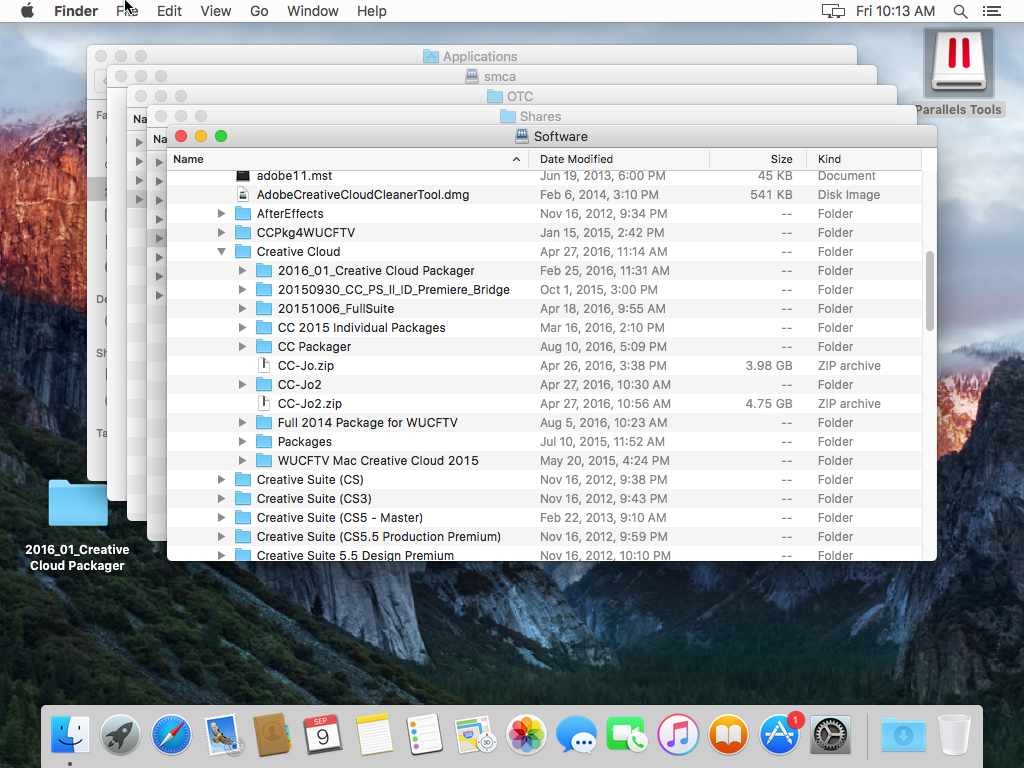 Finder File Edit View Go Window Help Fri 10:13 AM
Applications
smca
OTC
Shares
Software
Parallels Tools
Fa
Na
Na
Name Date Modified Size Kind
adobe11.mst Jun 19, 2013, 6:00 PM 45 KB Document
AdobeCreativeCloudCleanerTool.dmg Feb 6, 2014, 3:10 PM 541 KB Disk Image
AfterEffects Nov 16, 2012, 9:34 PM -- Folder
CCPkg4WUCFTV Jan 15, 2015, 2:42 PM -- Folder
Creative Cloud Apr 27, 2016, 11:14 AM -- Folder
2016_01_Creative Cloud Packager Feb 25, 2016, 11:31 AM -- Folder
20150930_CC_PS_Il_ID_Premiere_Bridge Oct 1, 2015, 3:00 PM -- Folder
De
20151006_FullSuite Apr 18, 2016, 9:55 AM -- Folder
CC 2015 Individual Packages Mar 16, 2016, 2:10 PM -- Folder
Sh
CC Packager Aug 10, 2016, 5:09 PM -- Folder
CC-Jo.zip Apr 26, 2016, 3:38 PM 3.98 GB ZIP archive
CC-Jo2 Apr 27, 2016, 10:30 AM -- Folder
CC-Jo2.zip Apr 27, 2016, 10:56 AM 4.75 GB ZIP archive
Full 2014 Package for WUCFTV Aug 5, 2016, 10:23 AM -- Folder
Ta
Packages Jul 10, 2015, 11:52 AM -- Folder
WUCFTV Mac Creative Cloud 2015 May 20, 2015, 4:24 PM -- Folder
Creative Suite (CS) Nov 16, 2012, 9:38 PM -- Folder
Creative Suite (CS3) Nov 16, 2012, 9:43 PM -- Folder
Creative Suite (CS5 - Master) Feb 22, 2013, 9:10 AM -- Folder
Creative Suite (CS5.5 Production Premium) Nov 16, 2012, 9:59 PM -- Folder
Creative Suite 5.5 Design Premium Nov 16, 2012, 10:10 PM -- Folder
2016_01_Creative
Cloud Packager
SEP
9
1